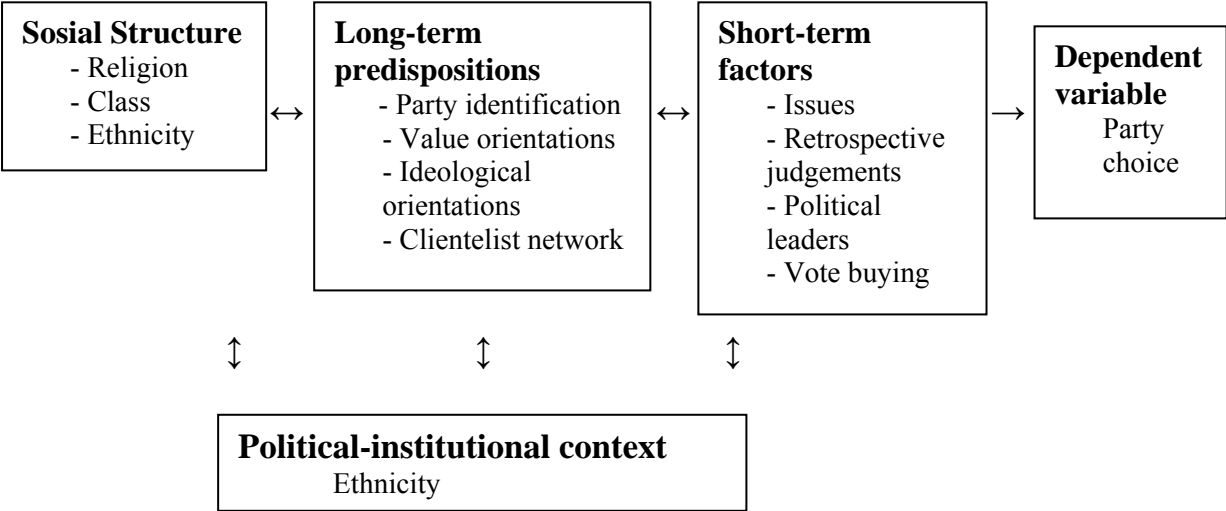 Sosial Structure
- Religion
- Class
- Ethnicity
↔
Long-term
predispositions
- Party identification
- Value orientations
- Ideological
orientations
- Clientelist network
↔
Short-term
factors
- Issues
- Retrospective
judgements
- Political
leaders
- Vote buying
→
Dependent
variable
Party
choice
↕ ↕ ↕
Political-institutional context
Ethnicity